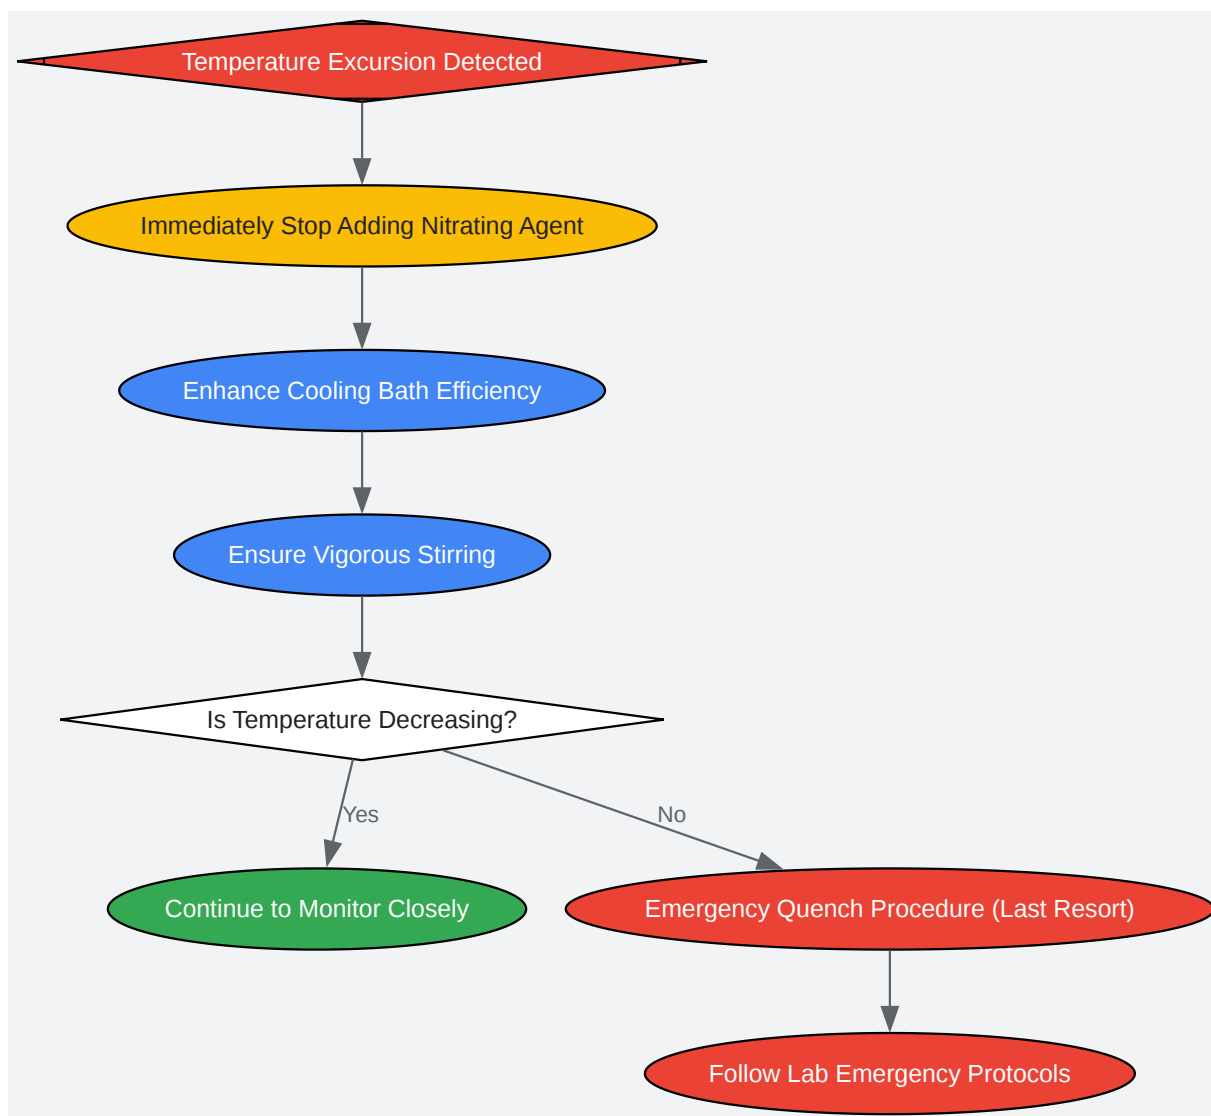 Temperature Excursion Detected
Immediately Stop Adding Nitrating Agent
Enhance Cooling Bath Efficiency
Ensure Vigorous Stirring
Is Temperature Decreasing?
Yes
No
Continue to Monitor Closely
Emergency Quench Procedure (Last Resort)
Follow Lab Emergency Protocols